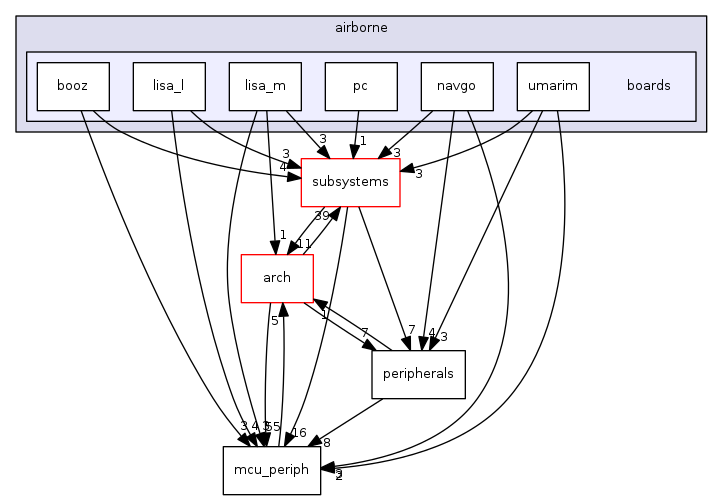 airborne
booz
lisa_l
lisa_m
pc
navgo
umarim
boards
3
1
3
3
4
3
subsystems
39
1
11
arch
5
1
7
7
4
3
peripherals
3
4
3
55
16
8
mcu_periph
2